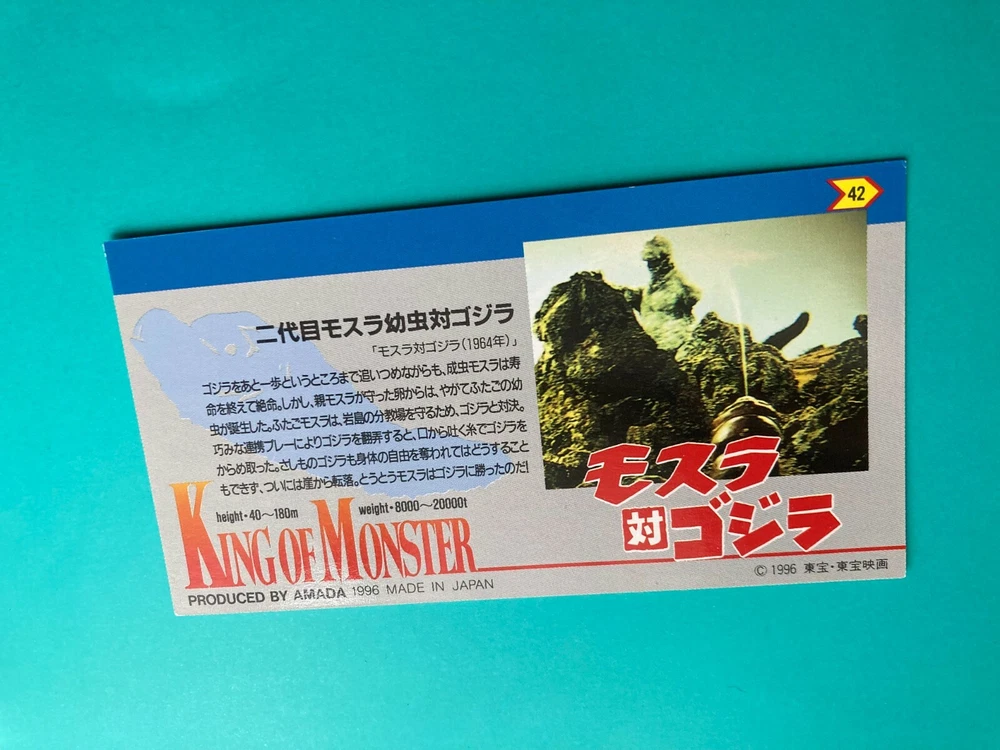 42
二代目モスラ幼虫対ゴジラ
「モスラ対ゴジラ(1964年)」
ゴジラをあと一歩というところまで追いつめながらも、成虫モスラは寿
命を終えて絶命。しかし、親モスラが守った卵からは、やがてふたごの幼
虫が誕生した。ふたごモスラは、岩島の分教場を守るため、ゴジラと対決。
巧みな連携プレーによりゴジラを翻弄すると、口から吐く糸でゴジラを
からめ取った。さしものゴジラも身体の自由を奪われてはどうすること
もできず、ついには崖から転落。とうとうモスラはゴジラに勝ったのだ!
height・40〜180m weight・8000〜20000t
KING OF MONSTER
PRODUCED BY AMADA 1996 MADE IN JAPAN
モスラ
対ゴジラ
© 1996 東宝・東宝映画